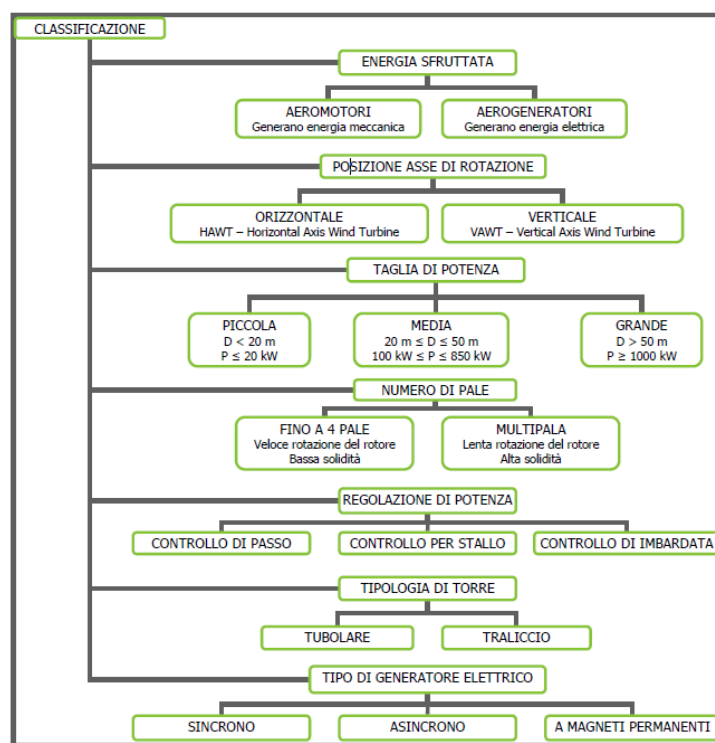 CLASSIFICAZIONE
ENERGIA SFRUTTATA
AEROMOTORI
Generano energia meccanica
AEROGENERATORI
Generano energia elettrica
POSIZIONE ASSE DI ROTAZIONE
ORIZZONTALE
HAWT – Horizontal Axis Wind Turbine
VERTICALE
VAWT – Vertical Axis Wind Turbine
TAGLIA DI POTENZA
PICCOLA
D < 20 m
P ≤ 20 kW
MEDIA
20 m ≤ D ≤ 50 m
100 kW ≤ P ≤ 850 kW
GRANDE
D > 50 m
P ≥ 1000 kW
NUMERO DI PALE
FINO A 4 PALE
Veloce rotazione del rotore
Bassa solidità
MULTIPALA
Lenta rotazione del rotore
Alta solidità
REGOLAZIONE DI POTENZA
CONTROLLO DI PASSO
CONTROLLO PER STALLO
CONTROLLO DI IMBARDATA
TIPOLOGIA DI TORRE
TUBOLARE
TRALICCIO
TIPO DI GENERATORE ELETTRICO
SINCRONO
ASINCRONO
A MAGNETI PERMANENTI